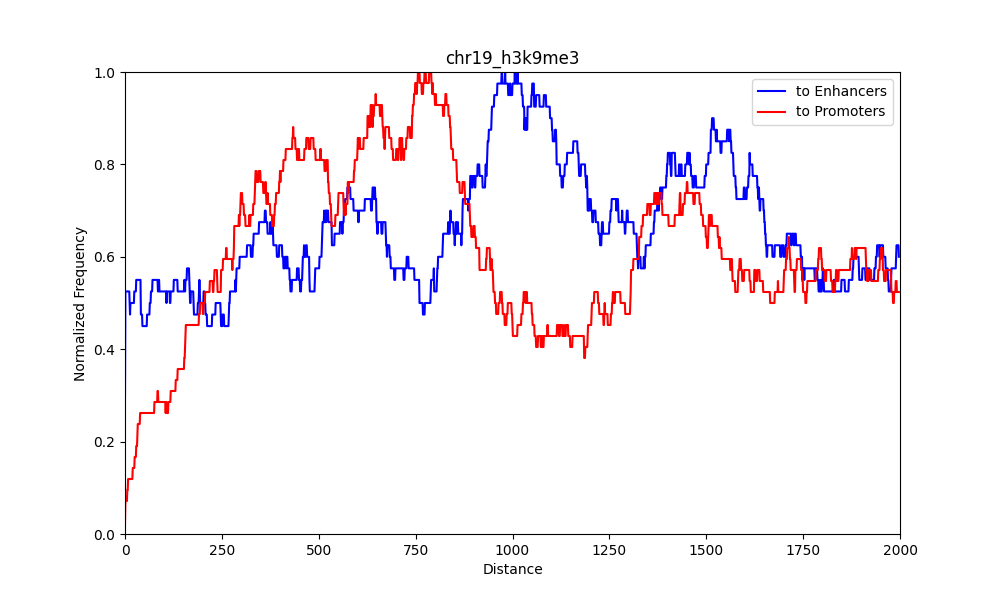 chr19_h3k9me3
to Enhancers
to Promoters
1.0
0.8
0.6
0.4
0.2
0.0
Normalized Frequency
0 250 500 750 1000 1250 1500 1750 2000
Distance